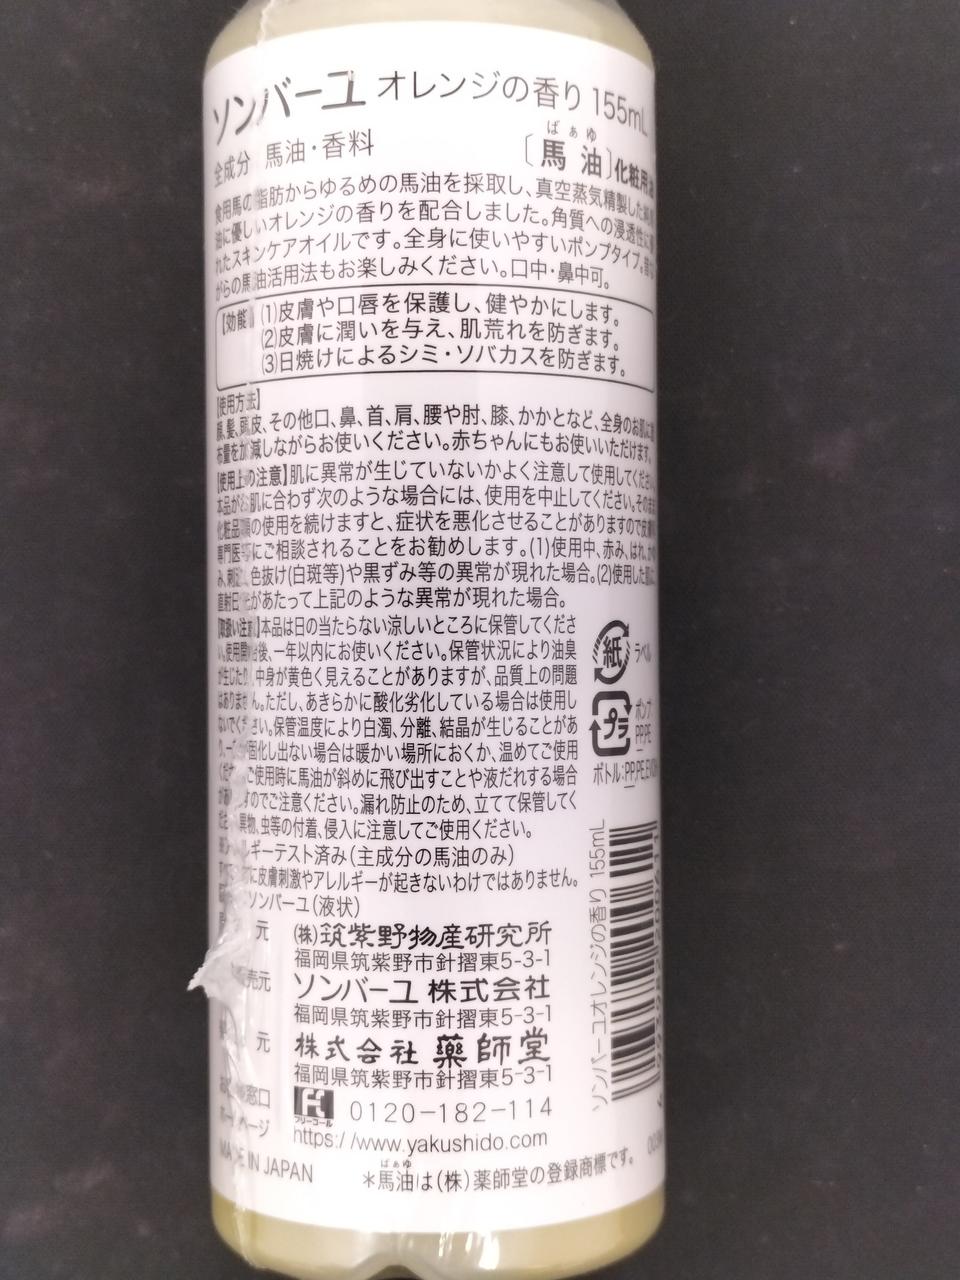 ソンバーユ オレンジの香り 155mL
全成分 馬油・香料
ばぁゆ
〔馬油〕化粧用油
食用馬の脂肪からゆるめの馬油を採取し、真空蒸気精製した
油に優しいオレンジの香りを配合しました。角質への浸透性に
れたスキンケアオイルです。全身に使いやすいポンプタイプ。昔な
がらの馬油活用法もお楽しみください。口中・鼻中可。
【効能】(1)皮膚や口唇を保護し、健やかにします。
(2)皮膚に潤いを与え、肌荒れを防ぎます。
(3)日焼けによるシミ・ソバカスを防ぎます。
【使用方法】
顔、髪、頭皮、その他口、鼻、首、肩、腰や肘、膝、かかとなど、全身のお肌に
布量を加減しながらお使いください。赤ちゃんにもお使いいただけます。
【使用上の注意】肌に異常が生じていないかよく注意して使用してください。
本品がお肌に合わず次のような場合には、使用を中止してください。そのまま
化粧品類の使用を続けますと、症状を悪化させることがありますので皮膚
専門医等にご相談されることをお勧めします。(1)使用中、赤み、はれ、かゆ
み、刺激、色抜け(白斑等)や黒ずみ等の異常が現れた場合。(2)使用した肌に
直射日光があたって上記のような異常が現れた場合。
【取扱い注意】本品は日の当たらない涼しいところに保管してくださ
い。使用開始後、一年以内にお使いください。保管状況により油臭
が生じたり、中身が黄色く見えることがありますが、品質上の問題
はありません。ただし、あきらかに酸化劣化している場合は使用し
ないでください。保管温度により白濁、分離、結晶が生じることがあ
り、固化し出ない場合は暖かい場所におくか、温めてご使用
ください。ご使用時に馬油が斜めに飛び出すことや液だれする場合
がありますのでご注意ください。漏れ防止のため、立てて保管してく
ださい。異物、虫等の付着、侵入に注意してご使用ください。
アレルギーテスト済み(主成分の馬油のみ)
に皮膚刺激やアレルギーが起きないわけではありません。
ソンバーユ(液状)
元 (株)筑紫野物産研究所
福岡県筑紫野市針摺東5-3-1
売元 ソンバーユ 株式会社
福岡県筑紫野市針摺東5-3-1
元 株式会社 薬師堂
福岡県筑紫野市針摺東5-3-1
窓口 フリーコール 0120-182-114
ホームページ https://www.yakushido.com
MADE IN JAPAN
ばぁゆ
*馬油は(株)薬師堂の登録商標です。
紙 ラベル
プラ ポンプ
PP,PE
ボトル:PP,PE
ソンバーユオレンジの香り 155mL